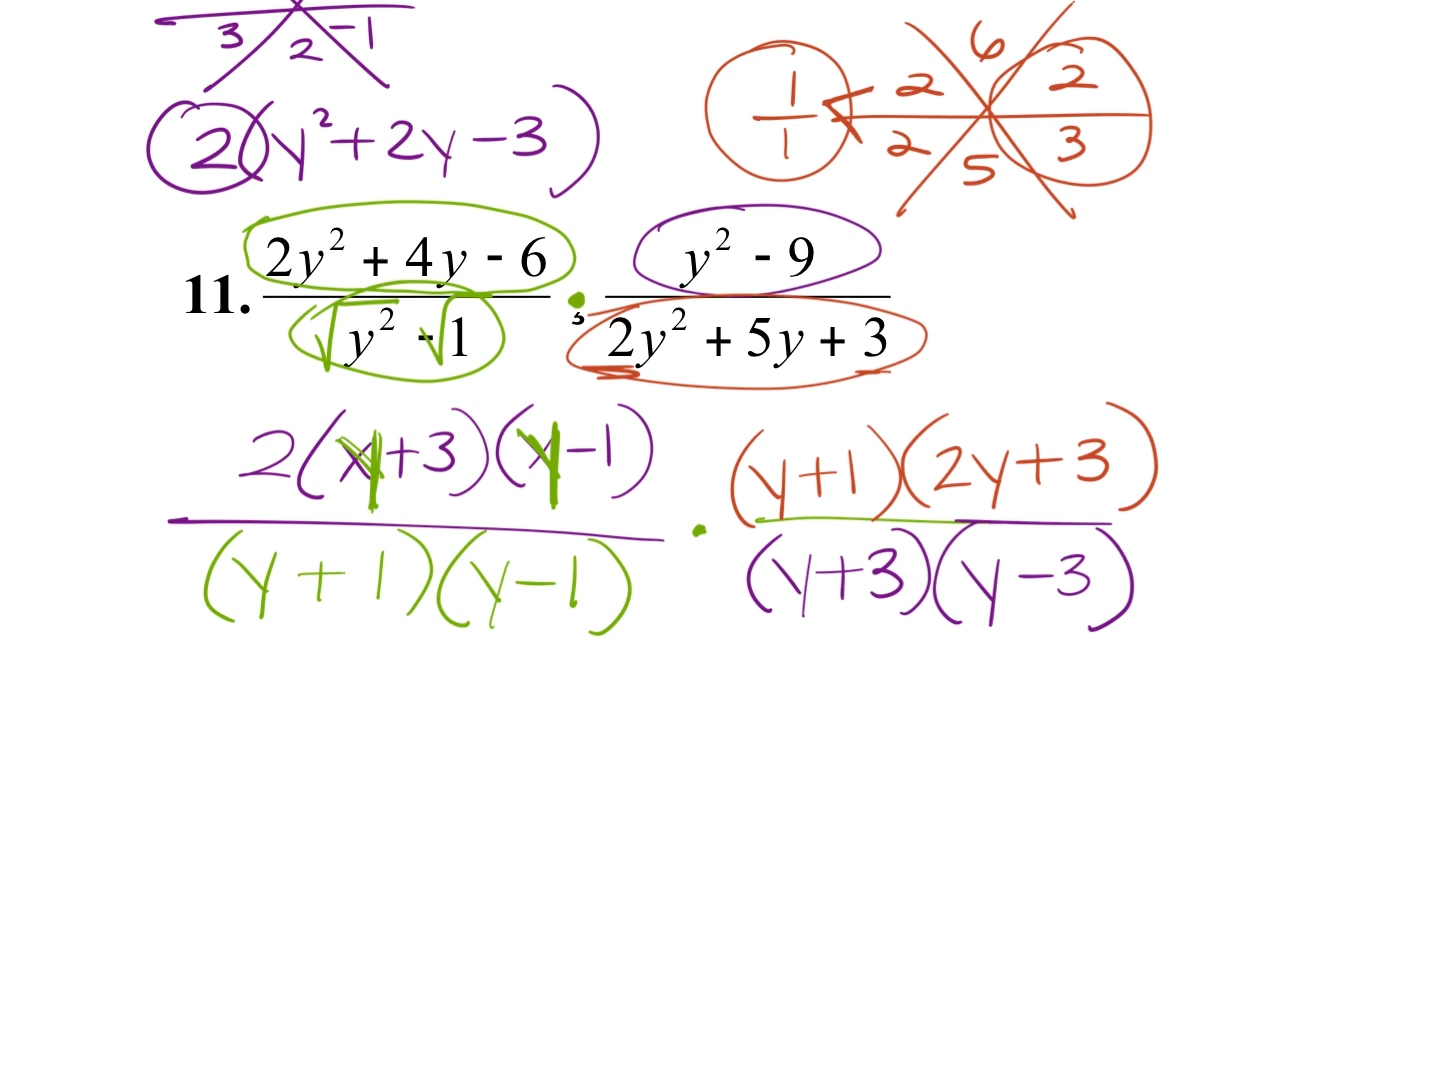 3 2 -1
2(y² + 2y - 3)
1/1 < 2/2 6 5 2/3
11. (2y² + 4y - 6)/(√y² - √1) · (y² - 9)/(2y² + 5y + 3)
2(y+3)(y-1)/(y+1)(y-1) · (y+1)(2y+3)/(y+3)(y-3)